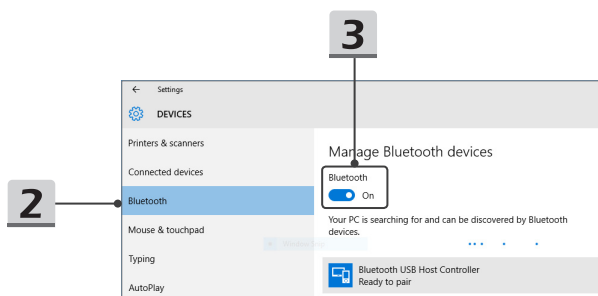 3
← Settings
DEVICES
Printers & scanners
Connected devices
Bluetooth
Mouse & touchpad
Typing
AutoPlay
2
Manage Bluetooth devices
Bluetooth
On
Your PC is searching for and can be discovered by Bluetooth
devices.
Bluetooth USB Host Controller
Ready to pair